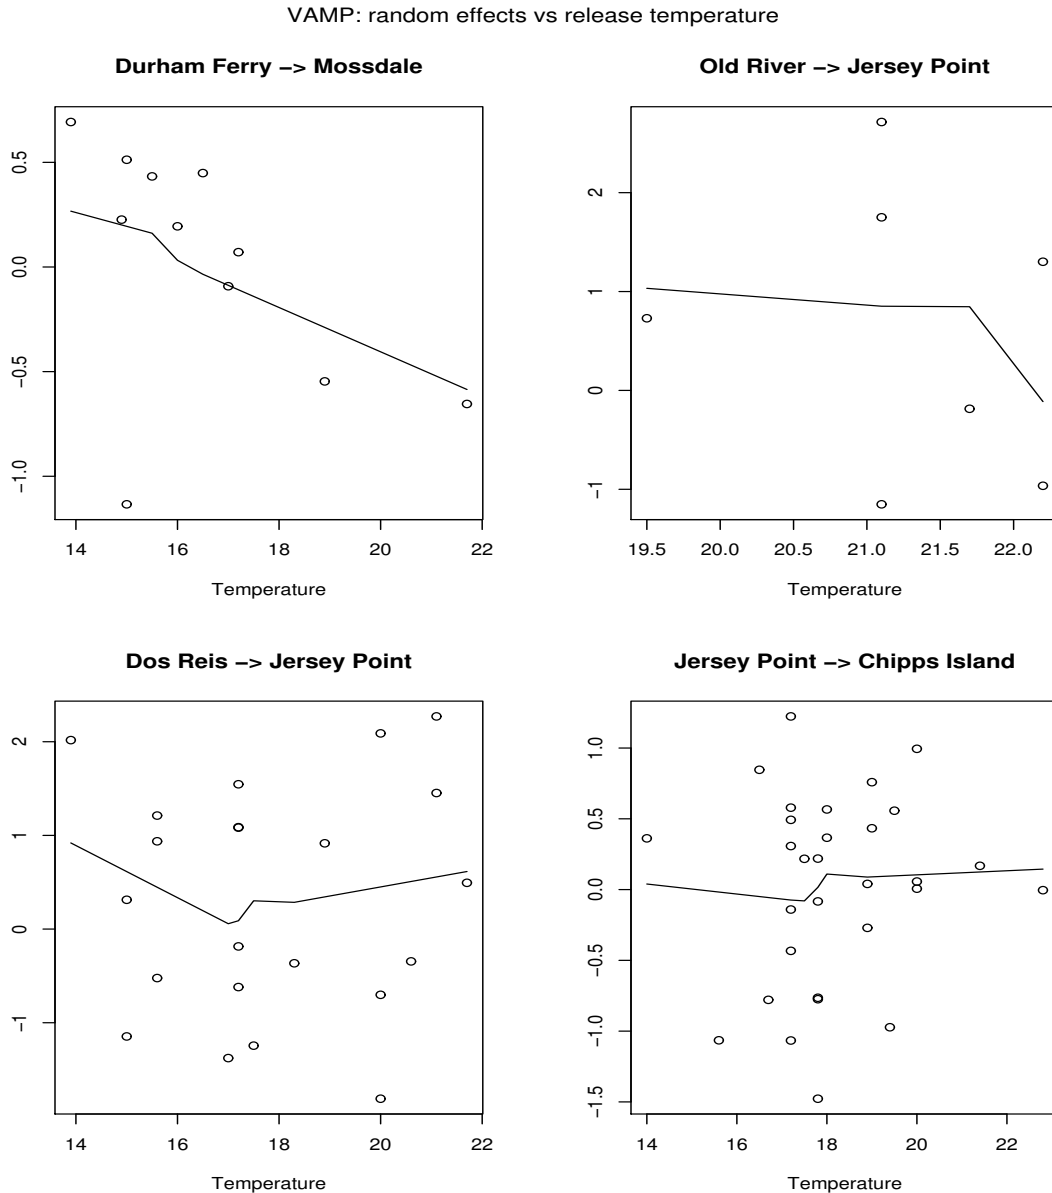 VAMP: random effects vs release temperature
Durham Ferry −> Mossdale
0.5
0.0
−0.5
−1.0
14 16 18 20 22
Temperature
Old River −> Jersey Point
2
1
0
−1
19.5 20.0 20.5 21.0 21.5 22.0
Temperature
Dos Reis −> Jersey Point
2
1
0
−1
14 16 18 20 22
Temperature
Jersey Point −> Chipps Island
1.0
0.5
0.0
−0.5
−1.0
−1.5
14 16 18 20 22
Temperature